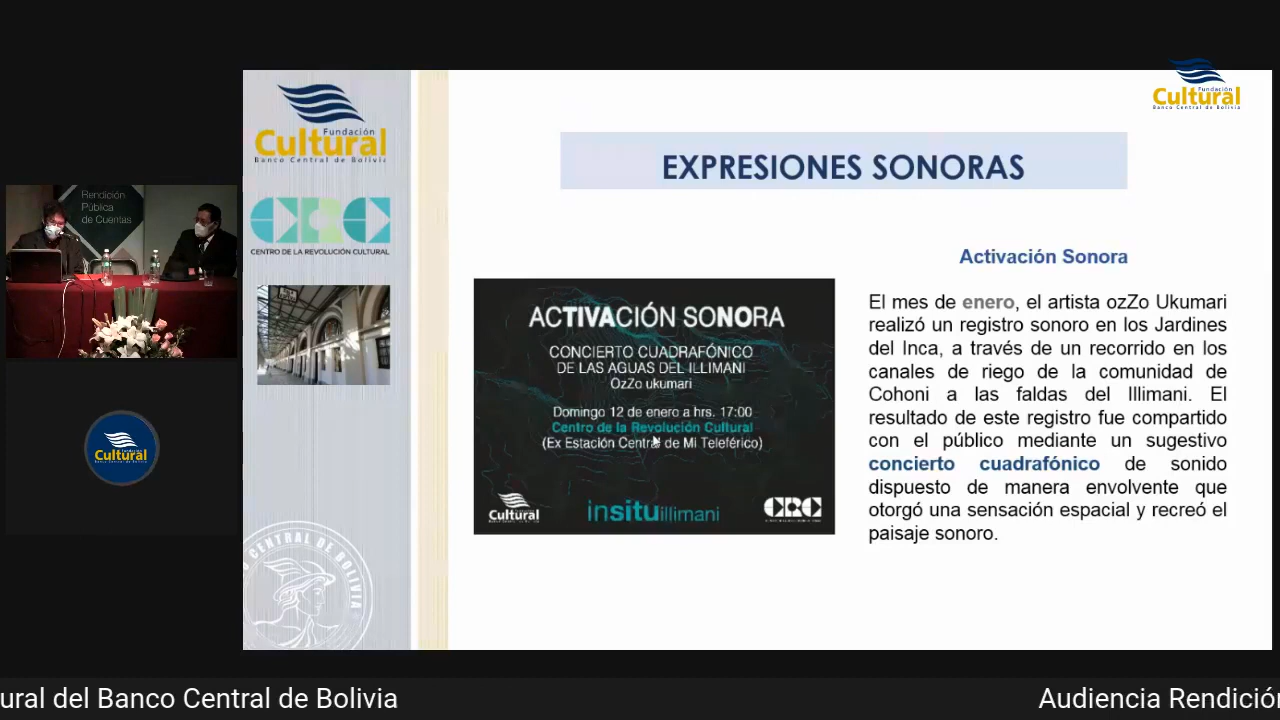 Fundación
Cultural
Banco Central de Bolivia
Fundación
Cultural
Banco Central de Bolivia
CRC
CENTRO DE LA REVOLUCIÓN CULTURAL
EXPRESIONES SONORAS
Rendición
Pública
de Cuentas
Cultural
CENTRAL DE BOLIVIA
ACTIVACIÓN SONORA
CONCIERTO CUADRAFÓNICO
DE LAS AGUAS DEL ILLIMANI
OzZo ukumari
Domingo 12 de enero a hrs. 17:00
Centro de la Revolución Cultural
(Ex Estación Central de Mi Teleférico)
Cultural
insituillimani
CRC
Activación Sonora
El mes de enero, el artista ozZo Ukumari
realizó un registro sonoro en los Jardines
del Inca, a través de un recorrido en los
canales de riego de la comunidad de
Cohoni a las faldas del Illimani. El
resultado de este registro fue compartido
con el público mediante un sugestivo
concierto cuadrafónico de sonido
dispuesto de manera envolvente que
otorgó una sensación espacial y recreó el
paisaje sonoro.
ural del Banco Central de Bolivia
Audiencia Rendición